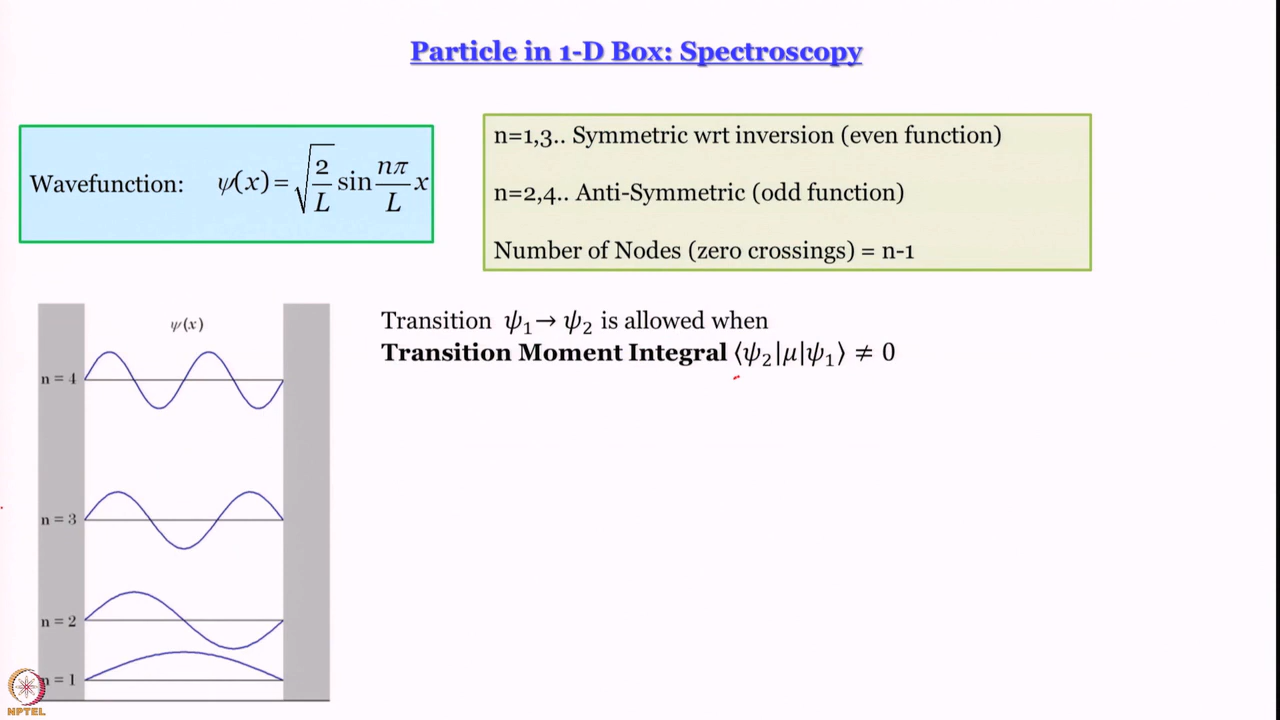 Particle in 1-D Box: Spectroscopy
Wavefunction: ψ(x) = √(2/L) sin nπ/L x
n=1,3.. Symmetric wrt inversion (even function)
n=2,4.. Anti-Symmetric (odd function)
Number of Nodes (zero crossings) = n-1
Transition ψ₁→ ψ₂ is allowed when
Transition Moment Integral ⟨ψ₂|μ|ψ₁⟩ ≠ 0
ψ(x)
n = 4
n = 3
n = 2
n = 1
NPTEL